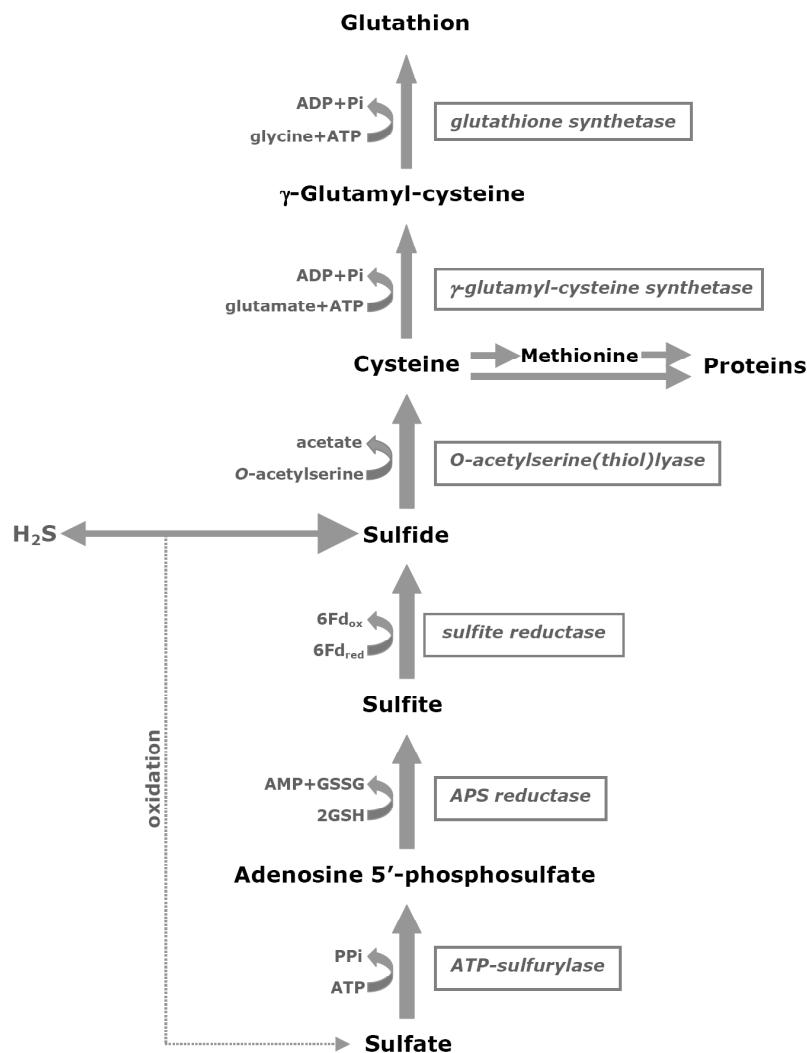 Glutathion
ADP+Pi
glycine+ATP
glutathione synthetase
γ-Glutamyl-cysteine
ADP+Pi
glutamate+ATP
γ-glutamyl-cysteine synthetase
Cysteine
Methionine
Proteins
acetate
O-acetylserine
O-acetylserine(thiol)lyase
H₂S
Sulfide
6Fdox
6Fdred
sulfite reductase
Sulfite
oxidation
AMP+GSSG
2GSH
APS reductase
Adenosine 5′-phosphosulfate
PPi
ATP
ATP-sulfurylase
Sulfate